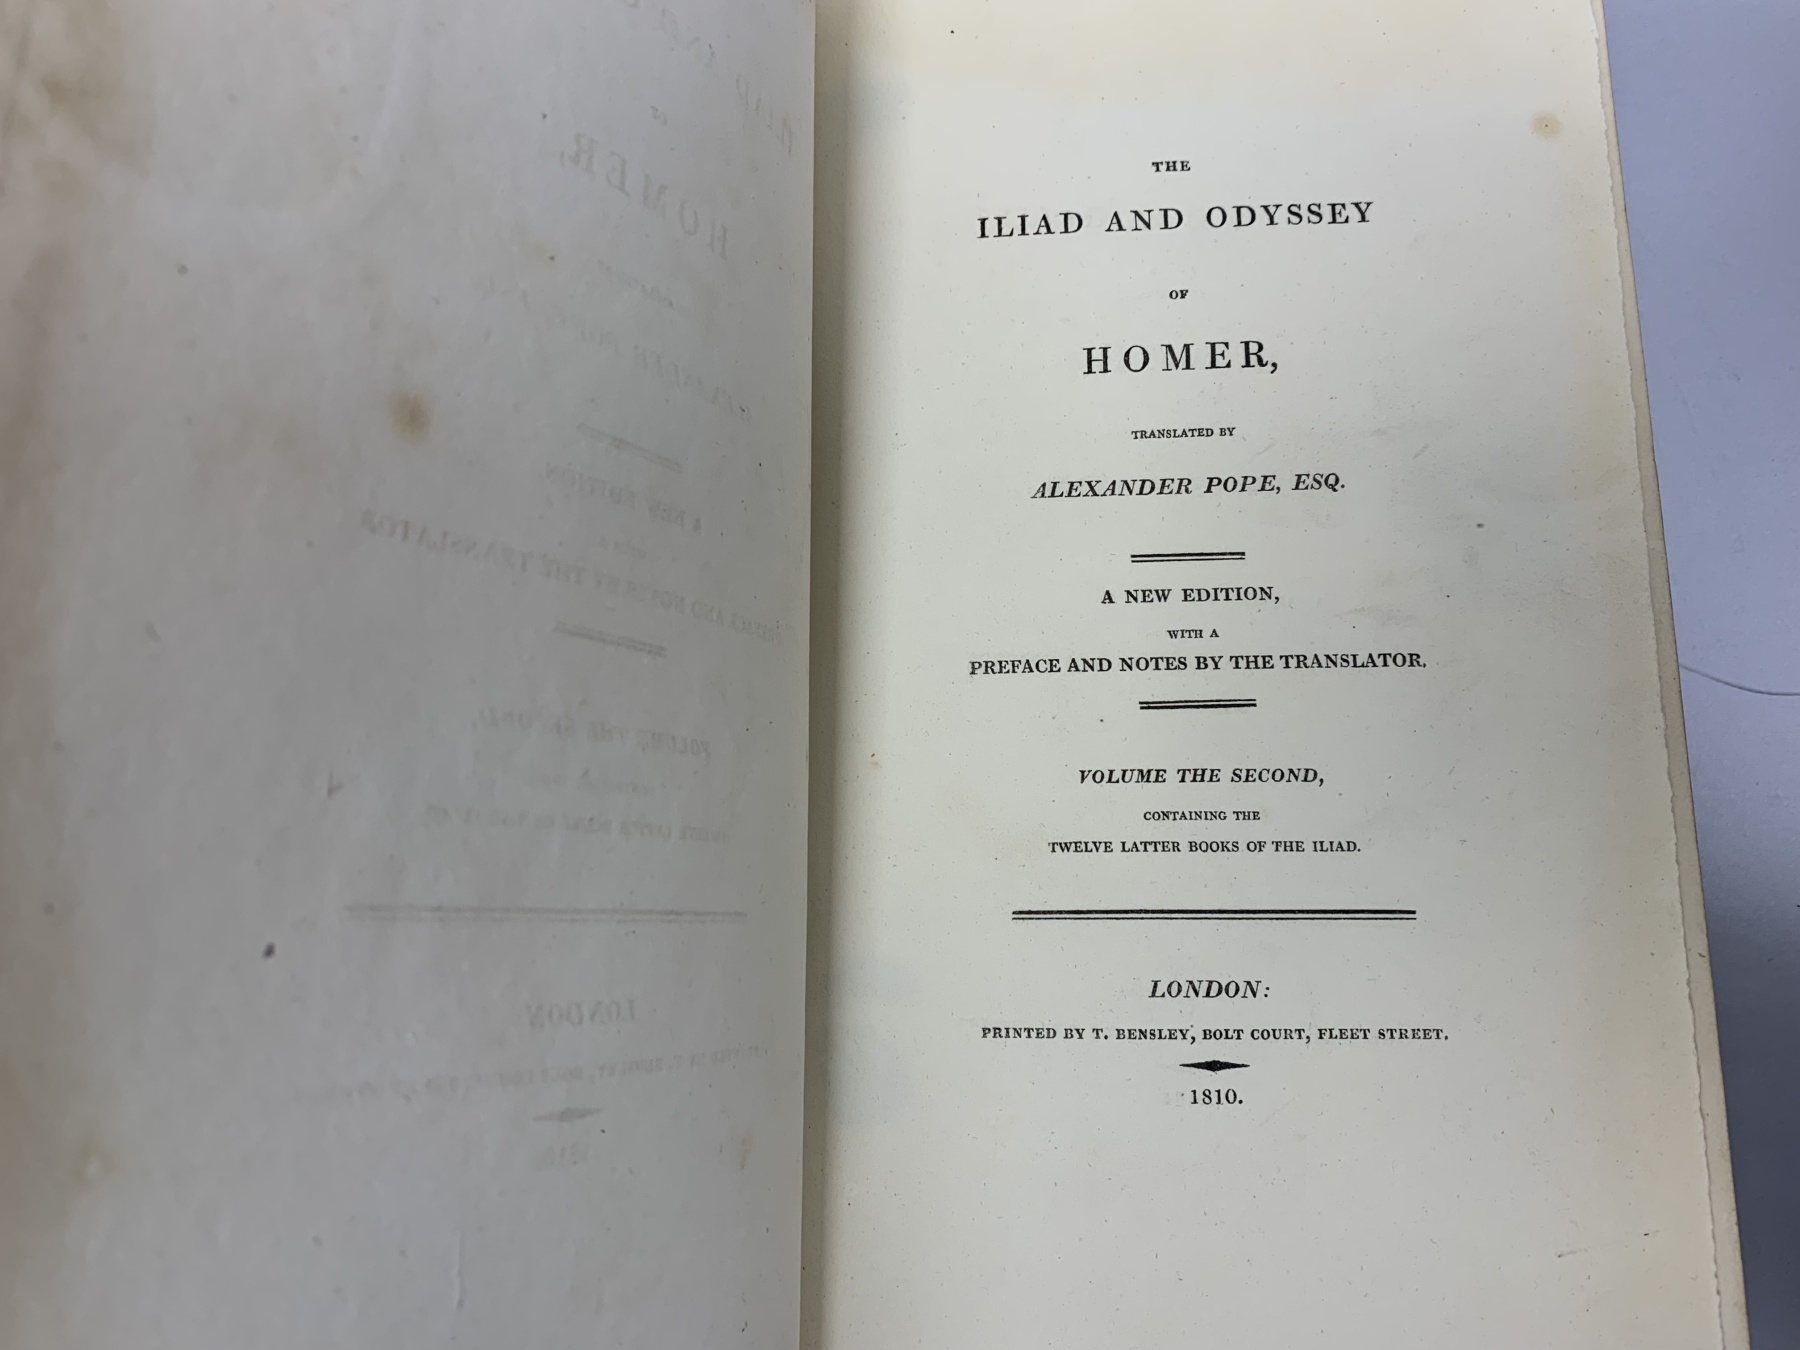 THE
ILIAD AND ODYSSEY
OF
HOMER,
TRANSLATED BY
ALEXANDER POPE, ESQ.
A NEW EDITION,
WITH A
PREFACE AND NOTES BY THE TRANSLATOR.
VOLUME THE SECOND,
CONTAINING THE
TWELVE LATTER BOOKS OF THE ILIAD.
LONDON:
PRINTED BY T. BENSLEY, BOLT COURT, FLEET STREET.
1810.